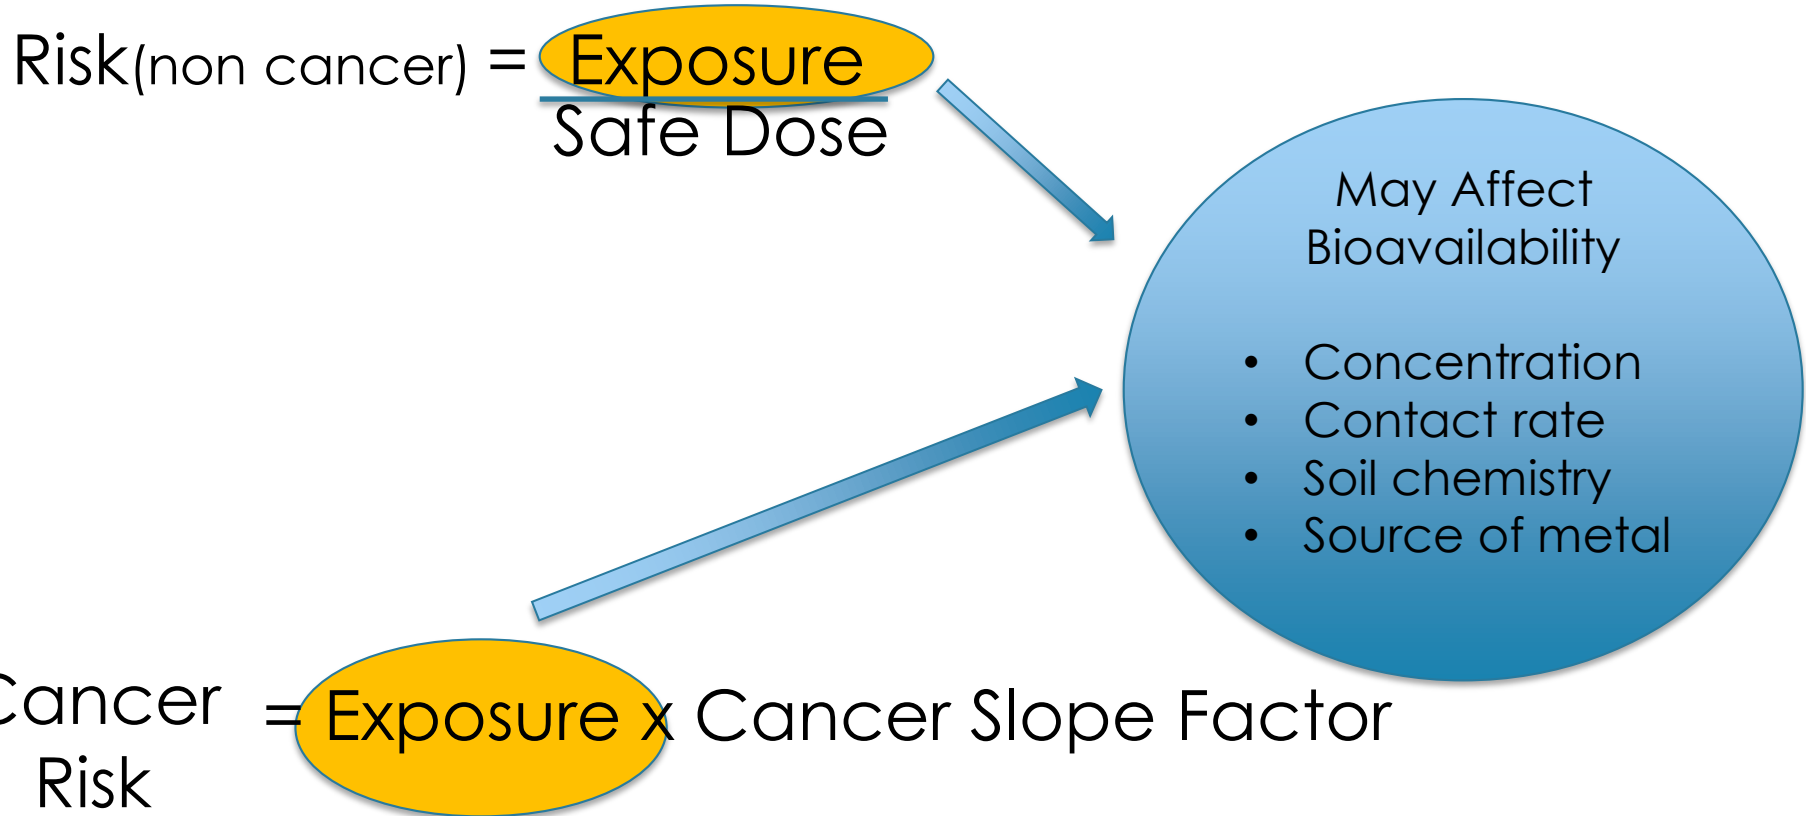 Risk(non cancer) = Exposure
Safe Dose
May Affect
Bioavailability
• Concentration
• Contact rate
• Soil chemistry
• Source of metal
Cancer = Exposure x Cancer Slope Factor
Risk